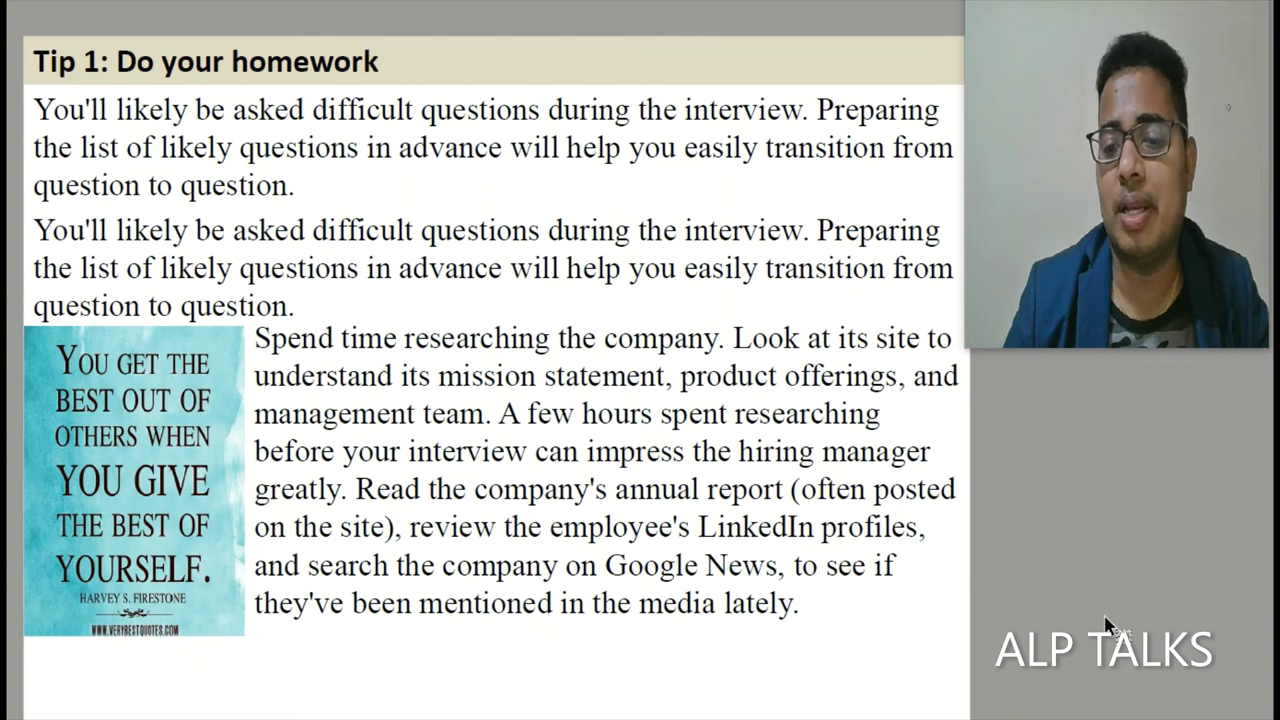 Tip 1: Do your homework
You'll likely be asked difficult questions during the interview. Preparing
the list of likely questions in advance will help you easily transition from
question to question.
You'll likely be asked difficult questions during the interview. Preparing
the list of likely questions in advance will help you easily transition from
question to question.
YOU GET THE
BEST OUT OF
OTHERS WHEN
YOU GIVE
THE BEST OF
YOURSELF.
HARVEY S. FIRESTONE
WWW.VERYBESTQUOTES.COM
Spend time researching the company. Look at its site to
understand its mission statement, product offerings, and
management team. A few hours spent researching
before your interview can impress the hiring manager
greatly. Read the company's annual report (often posted
on the site), review the employee's LinkedIn profiles,
and search the company on Google News, to see if
they've been mentioned in the media lately.
ALP TALKS